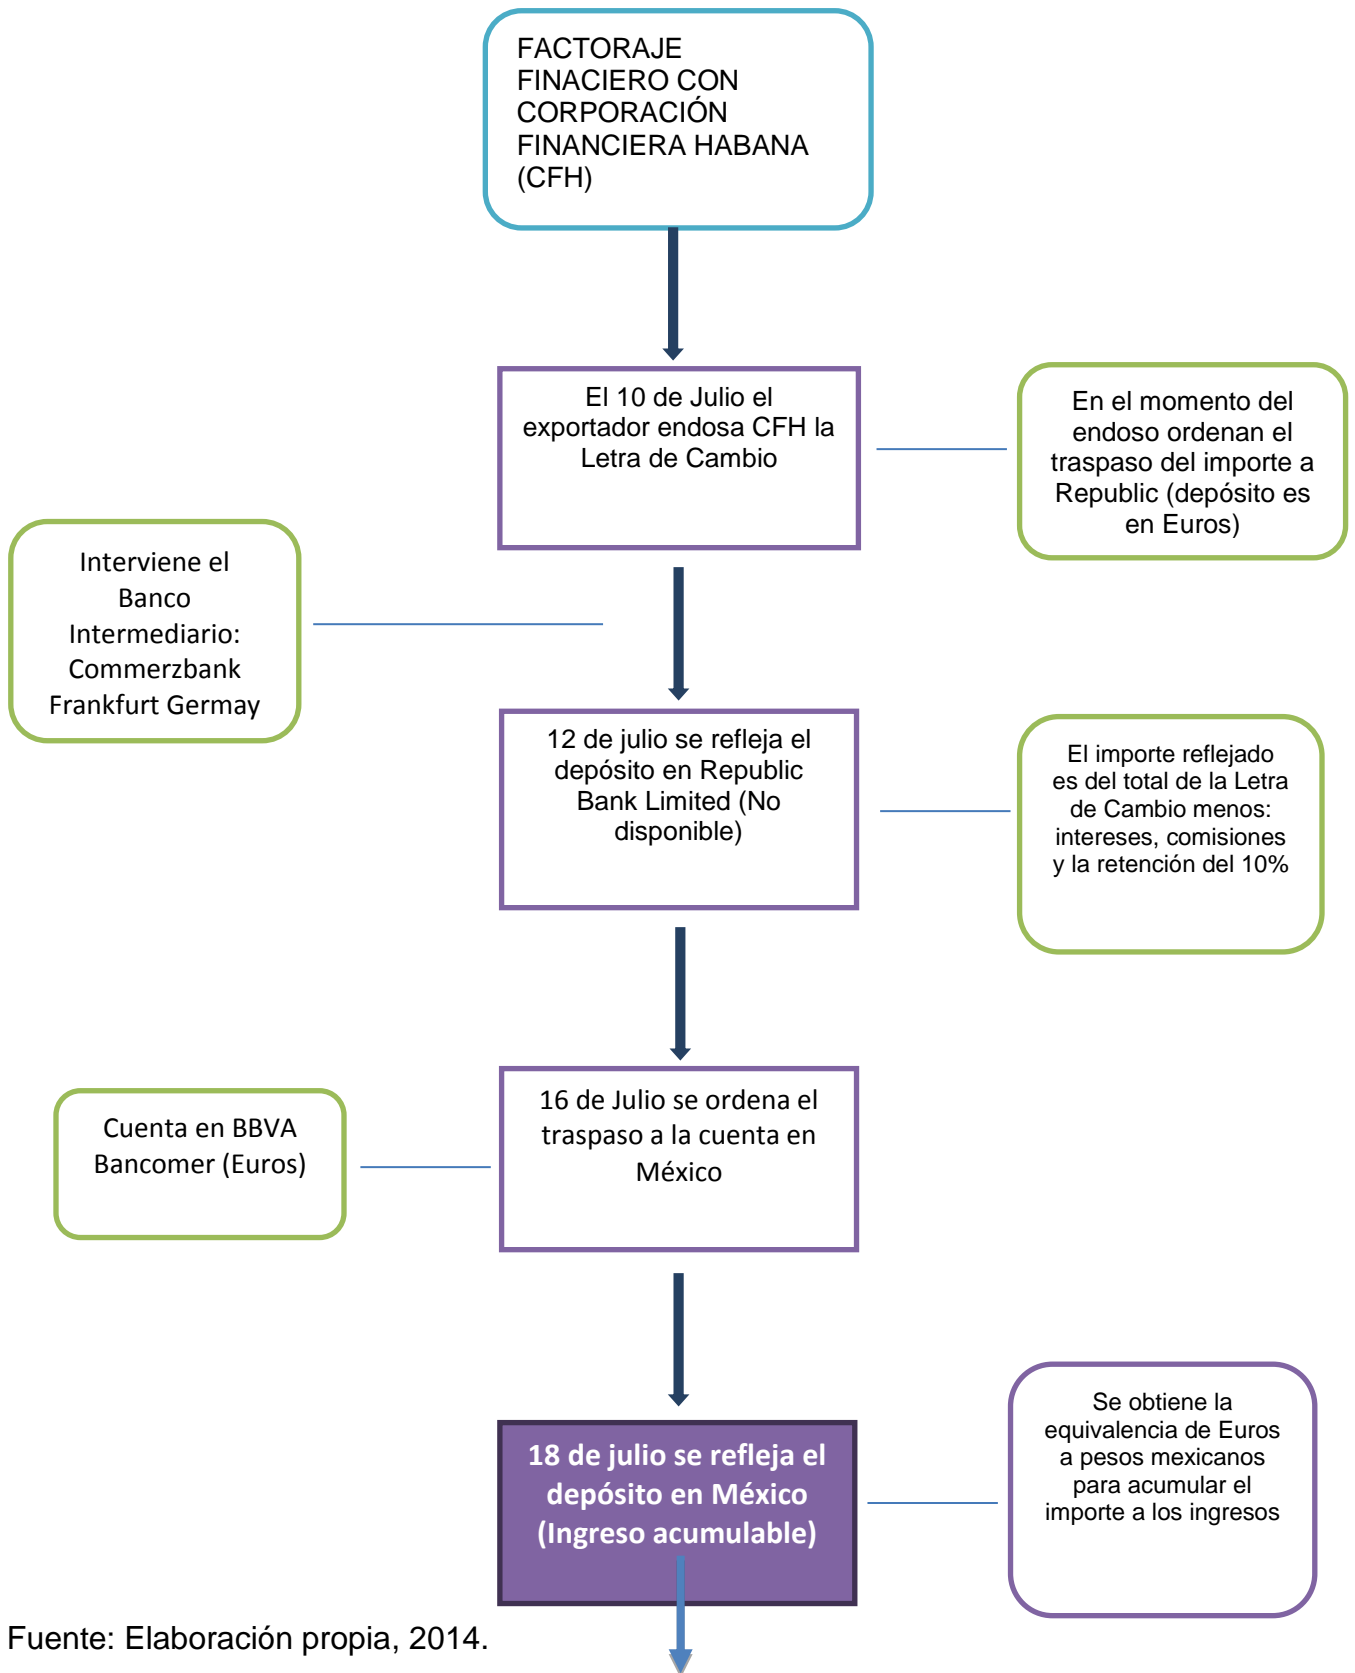 FACTORAJE
FINACIERO CON
CORPORACIÓN
FINANCIERA HABANA
(CFH)
El 10 de Julio el
exportador endosa CFH la
Letra de Cambio
En el momento del
endoso ordenan el
traspaso del importe a
Republic (depósito es
en Euros)
Interviene el
Banco
Intermediario:
Commerzbank
Frankfurt Germay
12 de julio se refleja el
depósito en Republic
Bank Limited (No
disponible)
El importe reflejado
es del total de la Letra
de Cambio menos:
intereses, comisiones
y la retención del 10%
16 de Julio se ordena el
traspaso a la cuenta en
México
Cuenta en BBVA
Bancomer (Euros)
18 de julio se refleja el
depósito en México
(Ingreso acumulable)
Se obtiene la
equivalencia de Euros
a pesos mexicanos
para acumular el
importe a los ingresos
Fuente: Elaboración propia, 2014.